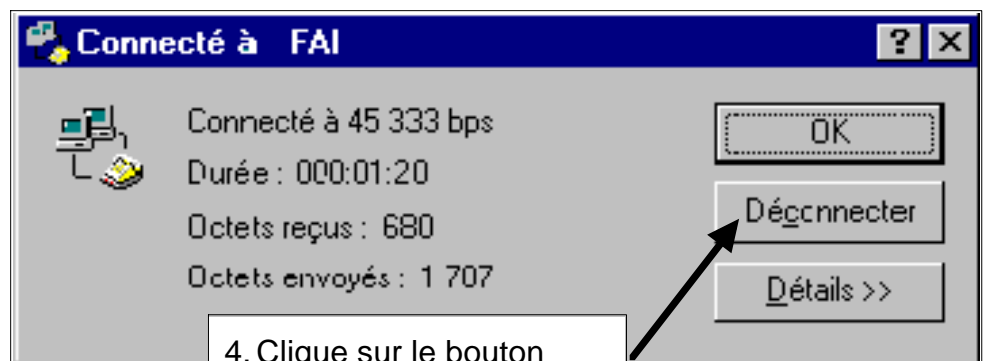 Connecté à FAI
Connecté à 45 333 bps
Durée : 000:01:20
Octets reçus : 680
Octets envoyés : 1 707
OK
Déconnecter
Détails >>
4. Clique sur le bouton